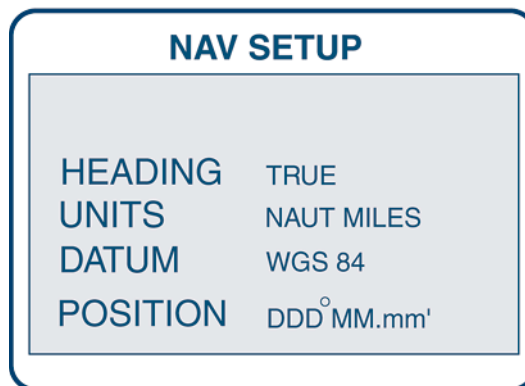 NAV SETUP
HEADING TRUE
UNITS NAUT MILES
DATUM WGS 84
POSITION DDD°MM.mm'